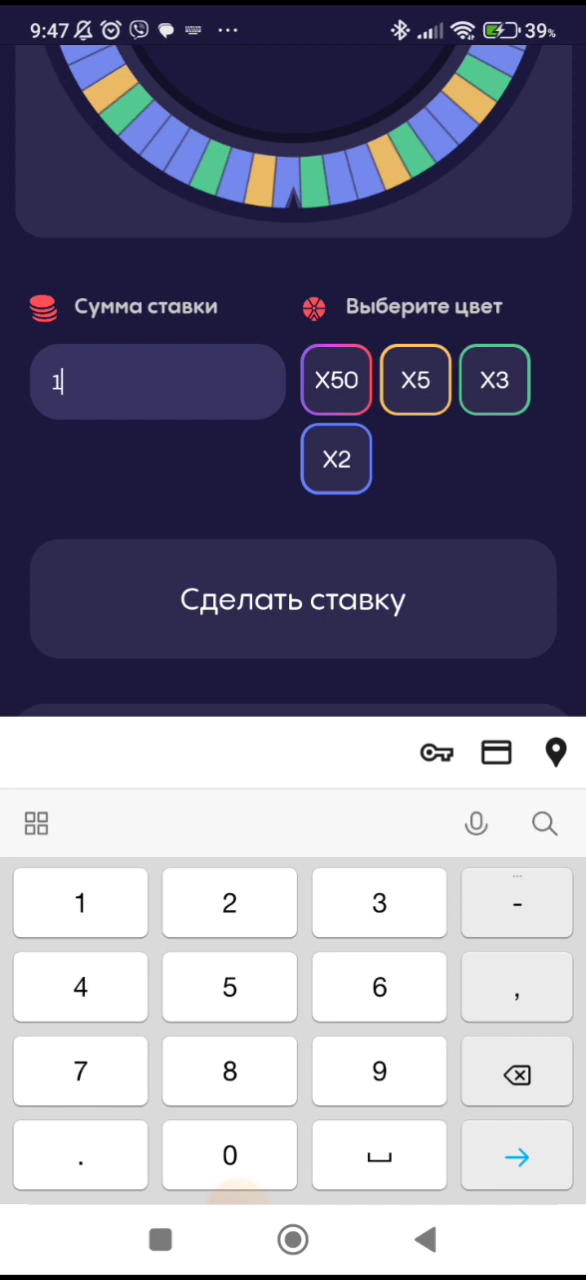 9:47 ... 39%
Сумма ставки
Выберите цвет
1
X50 X5 X3
X2
Сделать ставку
1 2 3 -
4 5 6 ,
7 8 9
. 0